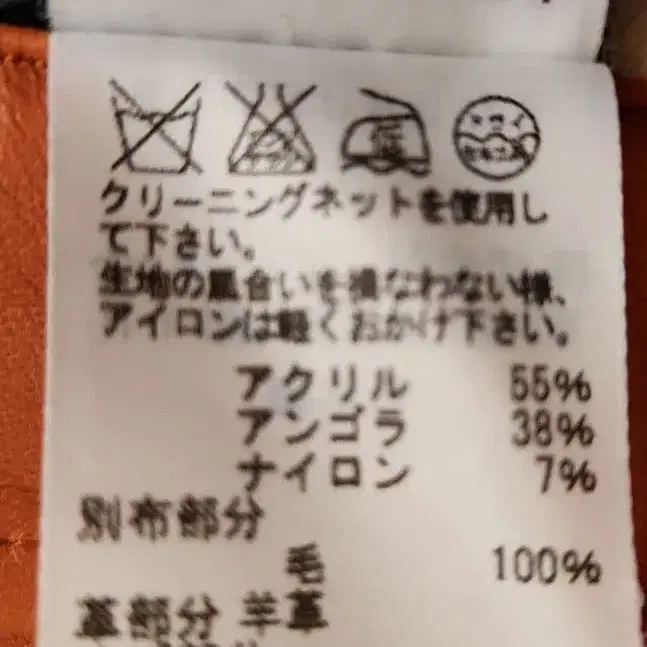 クリーニングネットを使用し
て下さい。
生地の風合いを損なわない様、
アイロンは軽くおかけ下さい。
アクリル 55%
アンゴラ 38%
ナイロン 7%
別布部分
毛 100%
革部分 羊革